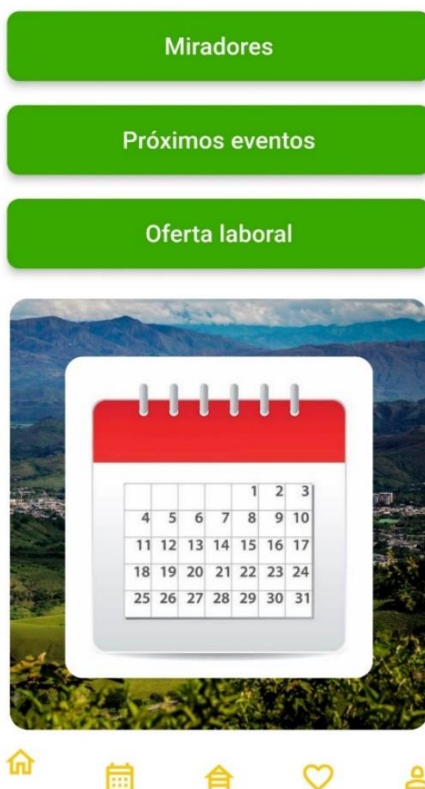 Miradores
Próximos eventos
Oferta laboral
1 2 3
4 5 6 7 8 9 10
11 12 13 14 15 16 17
18 19 20 21 22 23 24
25 26 27 28 29 30 31